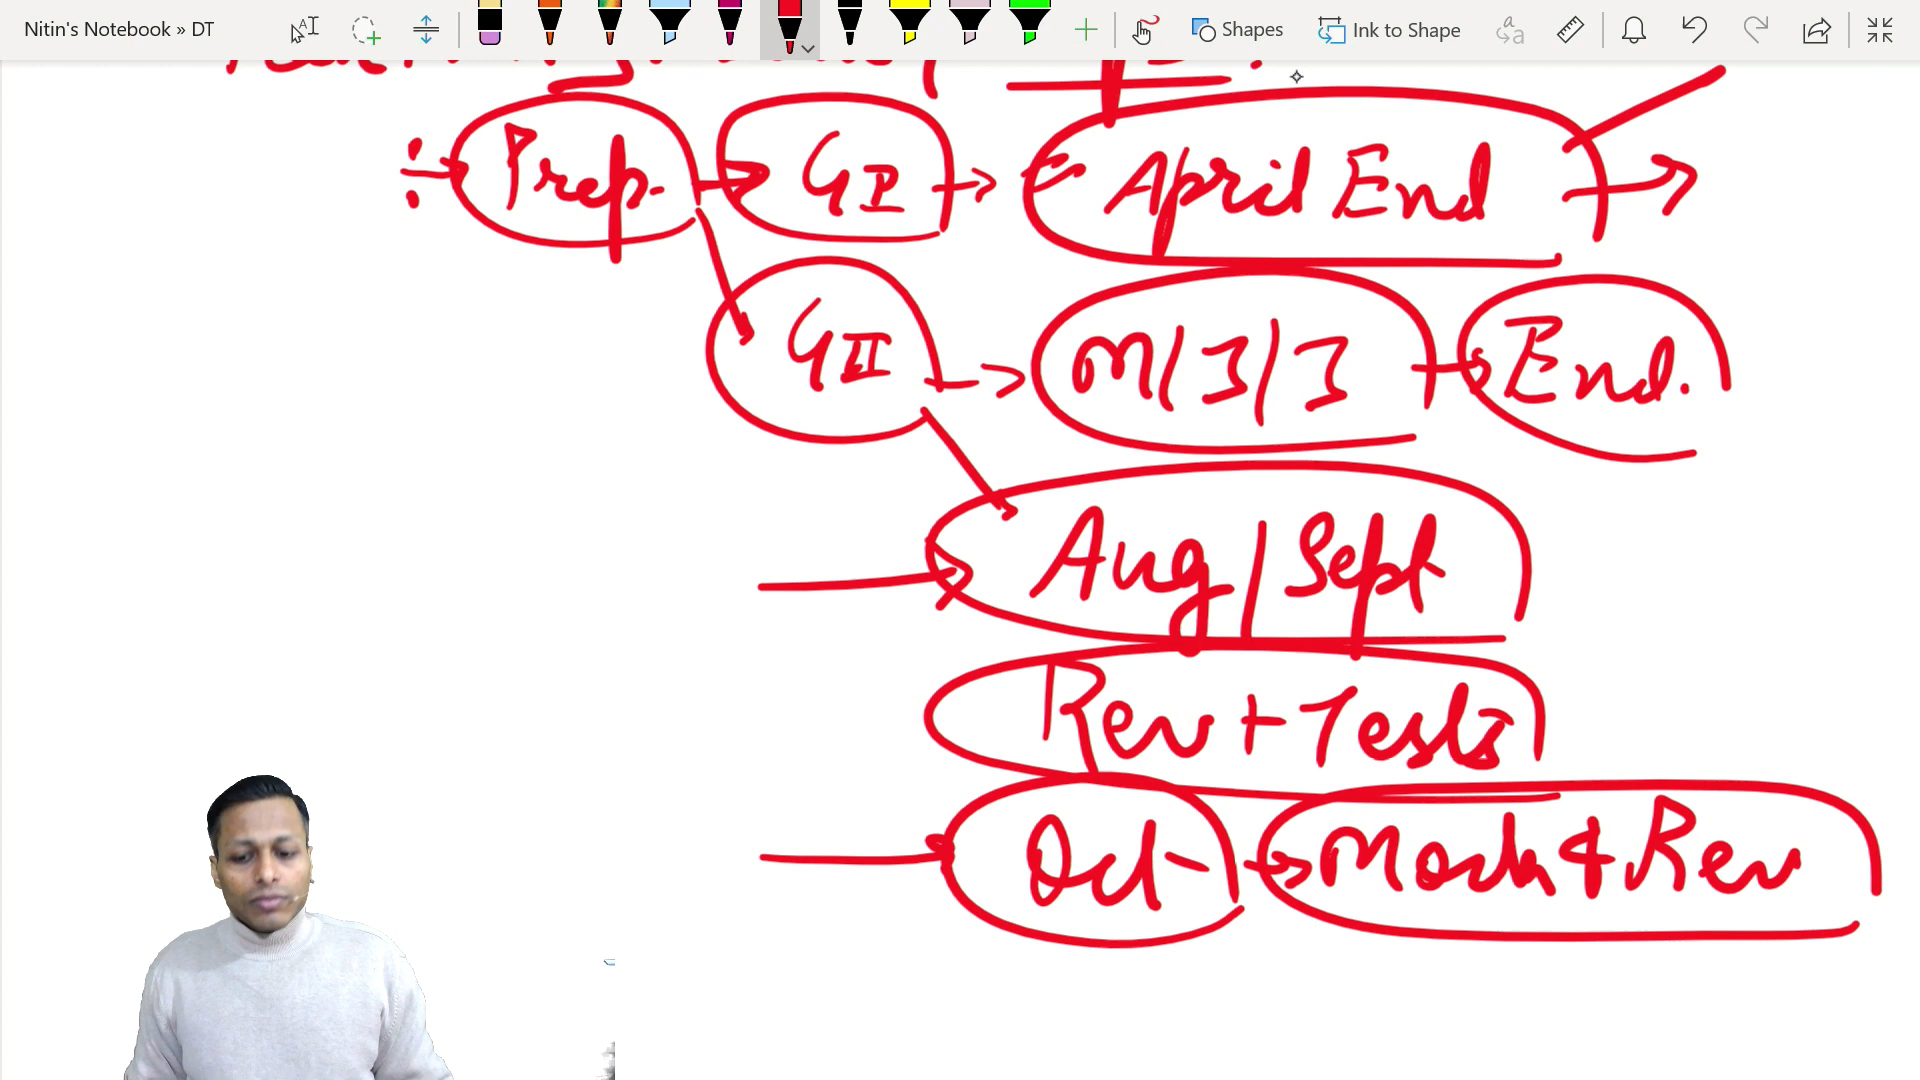 Nitin's Notebook » DT
Shapes
Ink to Shape
Prep. → GI → April End →
GII → M/J/J → End.
→ Aug/Sept
Rev + Tests
→ Oct → Mock & Rev